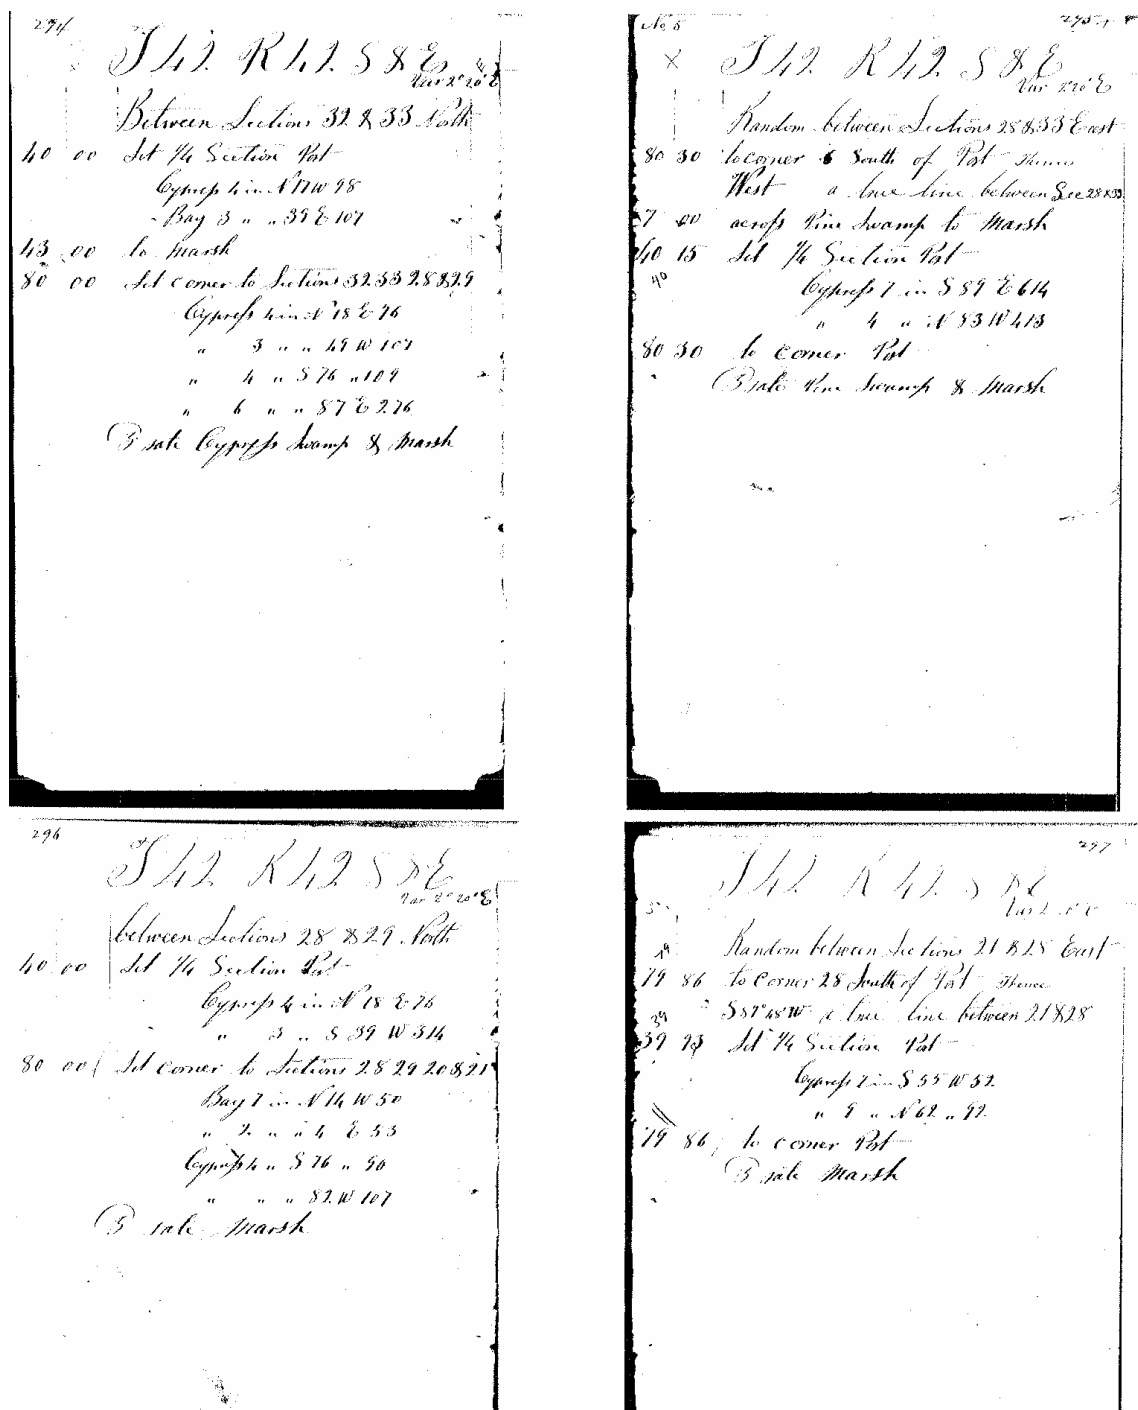 294
T 42 R 42 S & E
Var 2° 20' E
Between Sections 32 & 33 North
40 00 Set 1/4 Section Post
Cypress 4 in N 17 W 98
Bay 3 " " 39 E 107
43 00 to Marsh
80 00 Set corner to Sections 32 33 28 & 29
Cypress 4 in N 18 E 76
" 3 " " 49 W 107
" 4 " S 76 " 109
" 6 " " 87 E 276
3 rate Cypress Swamp & Marsh
No 5
295
X T 42 R 42 S & E
Var 2° 20' E
Random between Sections 28 & 33 East
80 30 to corner 6 South of Post Thence
West a true line between Sec 28 & 33
7 00 across Pine Swamp to Marsh
40 15 Set 1/4 Section Post
40
Cypress 7 in S 89 E 614
" 4 " N 83 W 413
80 30 to corner Post
3 rate Pine Swamp & Marsh
296
T 42 R 42 S & E
Var 2° 20' E
between Sections 28 & 29 North
40 00 Set 1/4 Section Post
Cypress 4 in N 18 E 76
" 3 " S 39 W 314
80 00 Set corner to Sections 28 29 20 & 21
Bay 7 in N 14 W 50
" 2 " " 4 E 53
Cypress 4 " S 76 " 90
" " " 82 W 107
3 rate Marsh
297
T 42 R 42 S & E
Var 2
Random between Sections 21 & 28 East
79 86 to Corner 28 South of Post Thence
S 89° 48' W a true line between 21 & 28
39 93 Set 1/4 Section Post
Cypress 7 in S 55 W 52
" 9 " N 62 " 92
79 86 to corner Post
3 rate Marsh